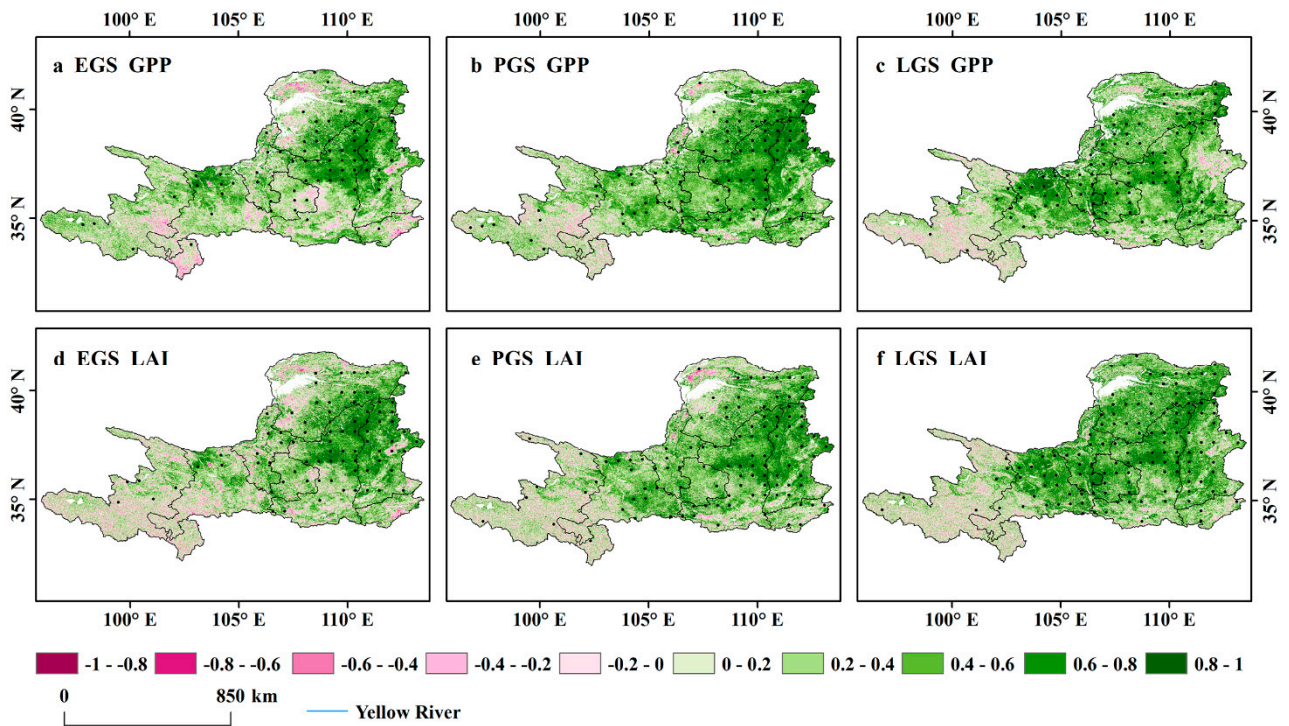 100° E 105° E 110° E 100° E 105° E 110° E 100° E 105° E 110° E
a EGS GPP b PGS GPP c LGS GPP
40° N 40° N
35° N 35° N
d EGS LAI e PGS LAI f LGS LAI
40° N 40° N
35° N 35° N
100° E 105° E 110° E 100° E 105° E 110° E 100° E 105° E 110° E
-1 - -0.8 -0.8 - -0.6 -0.6 - -0.4 -0.4 - -0.2 -0.2 - 0 0 - 0.2 0.2 - 0.4 0.4 - 0.6 0.6 - 0.8 0.8 - 1
0 850 km
Yellow River